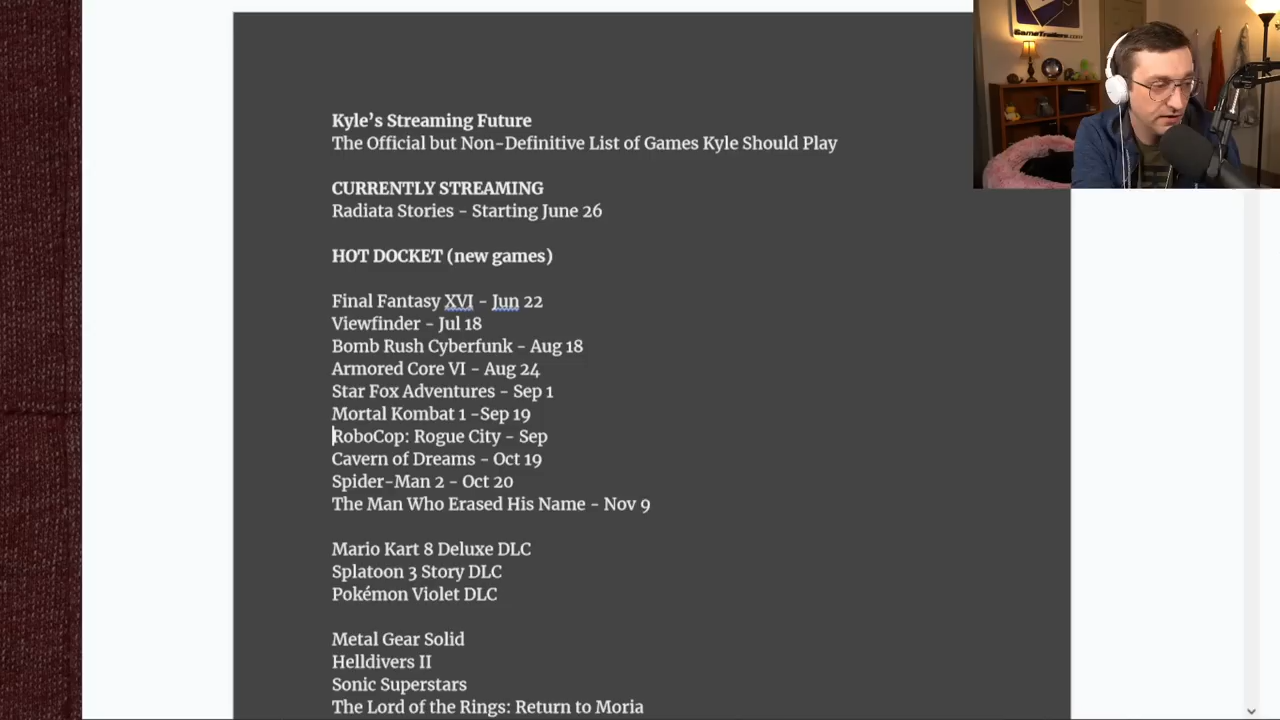 GameTrailers.com
Kyle's Streaming Future
The Official but Non-Definitive List of Games Kyle Should Play
CURRENTLY STREAMING
Radiata Stories - Starting June 26
HOT DOCKET (new games)
Final Fantasy XVI - Jun 22
Viewfinder - Jul 18
Bomb Rush Cyberfunk - Aug 18
Armored Core VI - Aug 24
Star Fox Adventures - Sep 1
Mortal Kombat 1 -Sep 19
RoboCop: Rogue City - Sep
Cavern of Dreams - Oct 19
Spider-Man 2 - Oct 20
The Man Who Erased His Name - Nov 9
Mario Kart 8 Deluxe DLC
Splatoon 3 Story DLC
Pokémon Violet DLC
Metal Gear Solid
Helldivers II
Sonic Superstars
The Lord of the Rings: Return to Moria